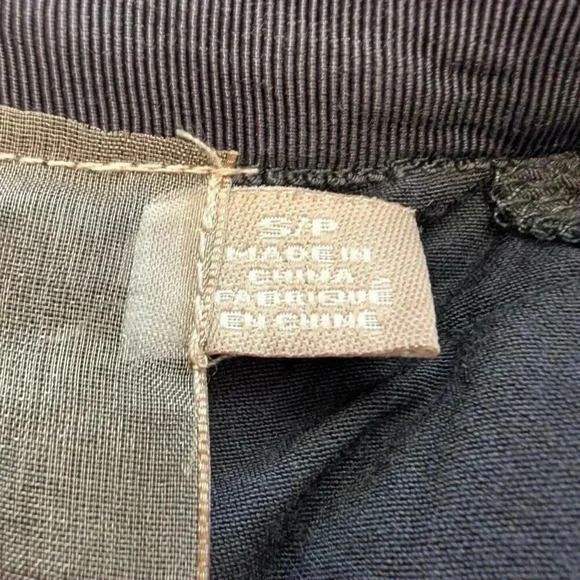 S/P
MADE IN
CHINA
FABRIQUÉ
EN CHINE